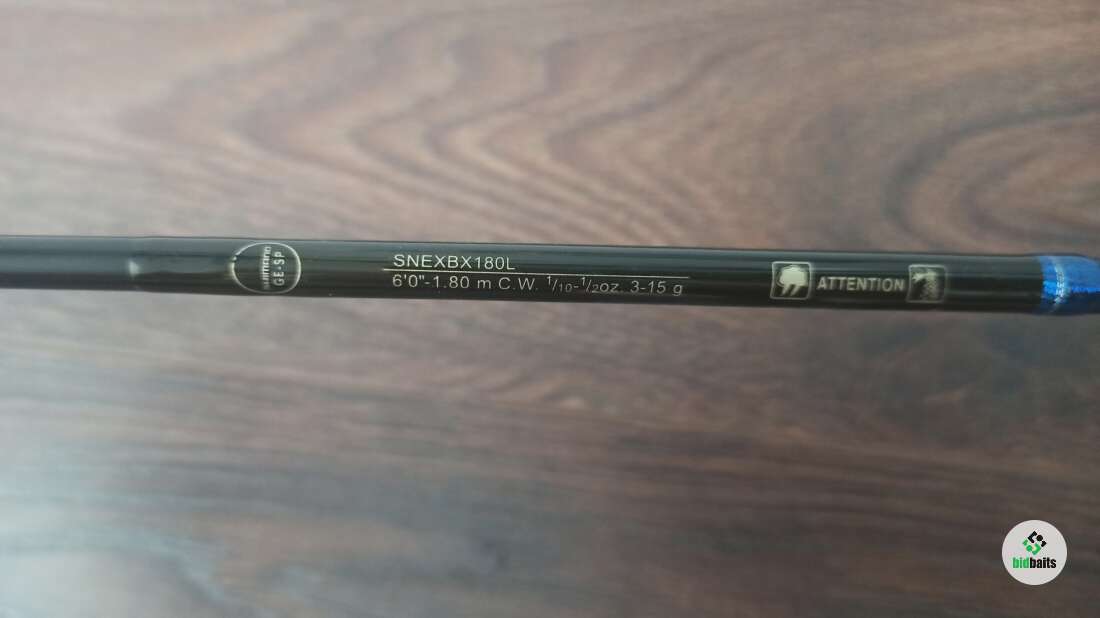 shimano
GE-SP
SNEXBX180L
6'0"-1.80 m C.W. 1/10-1/2oz. 3-15 g
ATTENTION
bidbaits